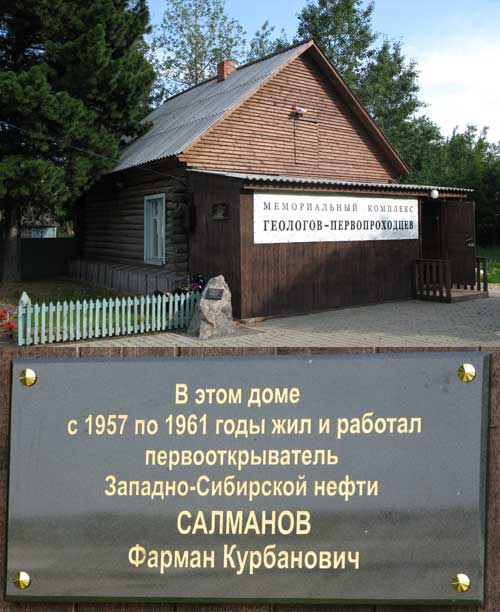 МЕМОРИАЛЬНЫЙ КОМПЛЕКС
ГЕОЛОГОВ-ПЕРВОПРОХОДЦЕВ
В этом доме
с 1957 по 1961 годы жил и работал
первооткрыватель
Западно-Сибирской нефти
САЛМАНОВ
Фарман Курбанович